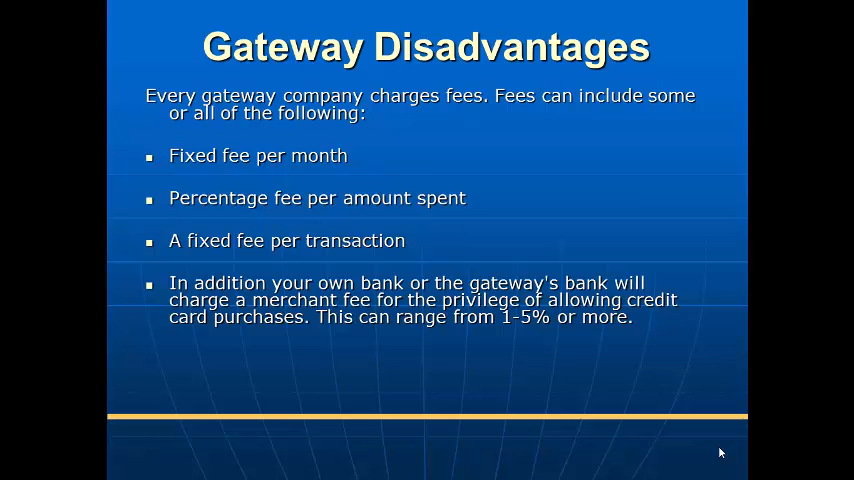 Gateway Disadvantages
Every gateway company charges fees. Fees can include some
or all of the following:
Fixed fee per month
Percentage fee per amount spent
A fixed fee per transaction
In addition your own bank or the gateway's bank will
charge a merchant fee for the privilege of allowing credit
card purchases. This can range from 1-5% or more.